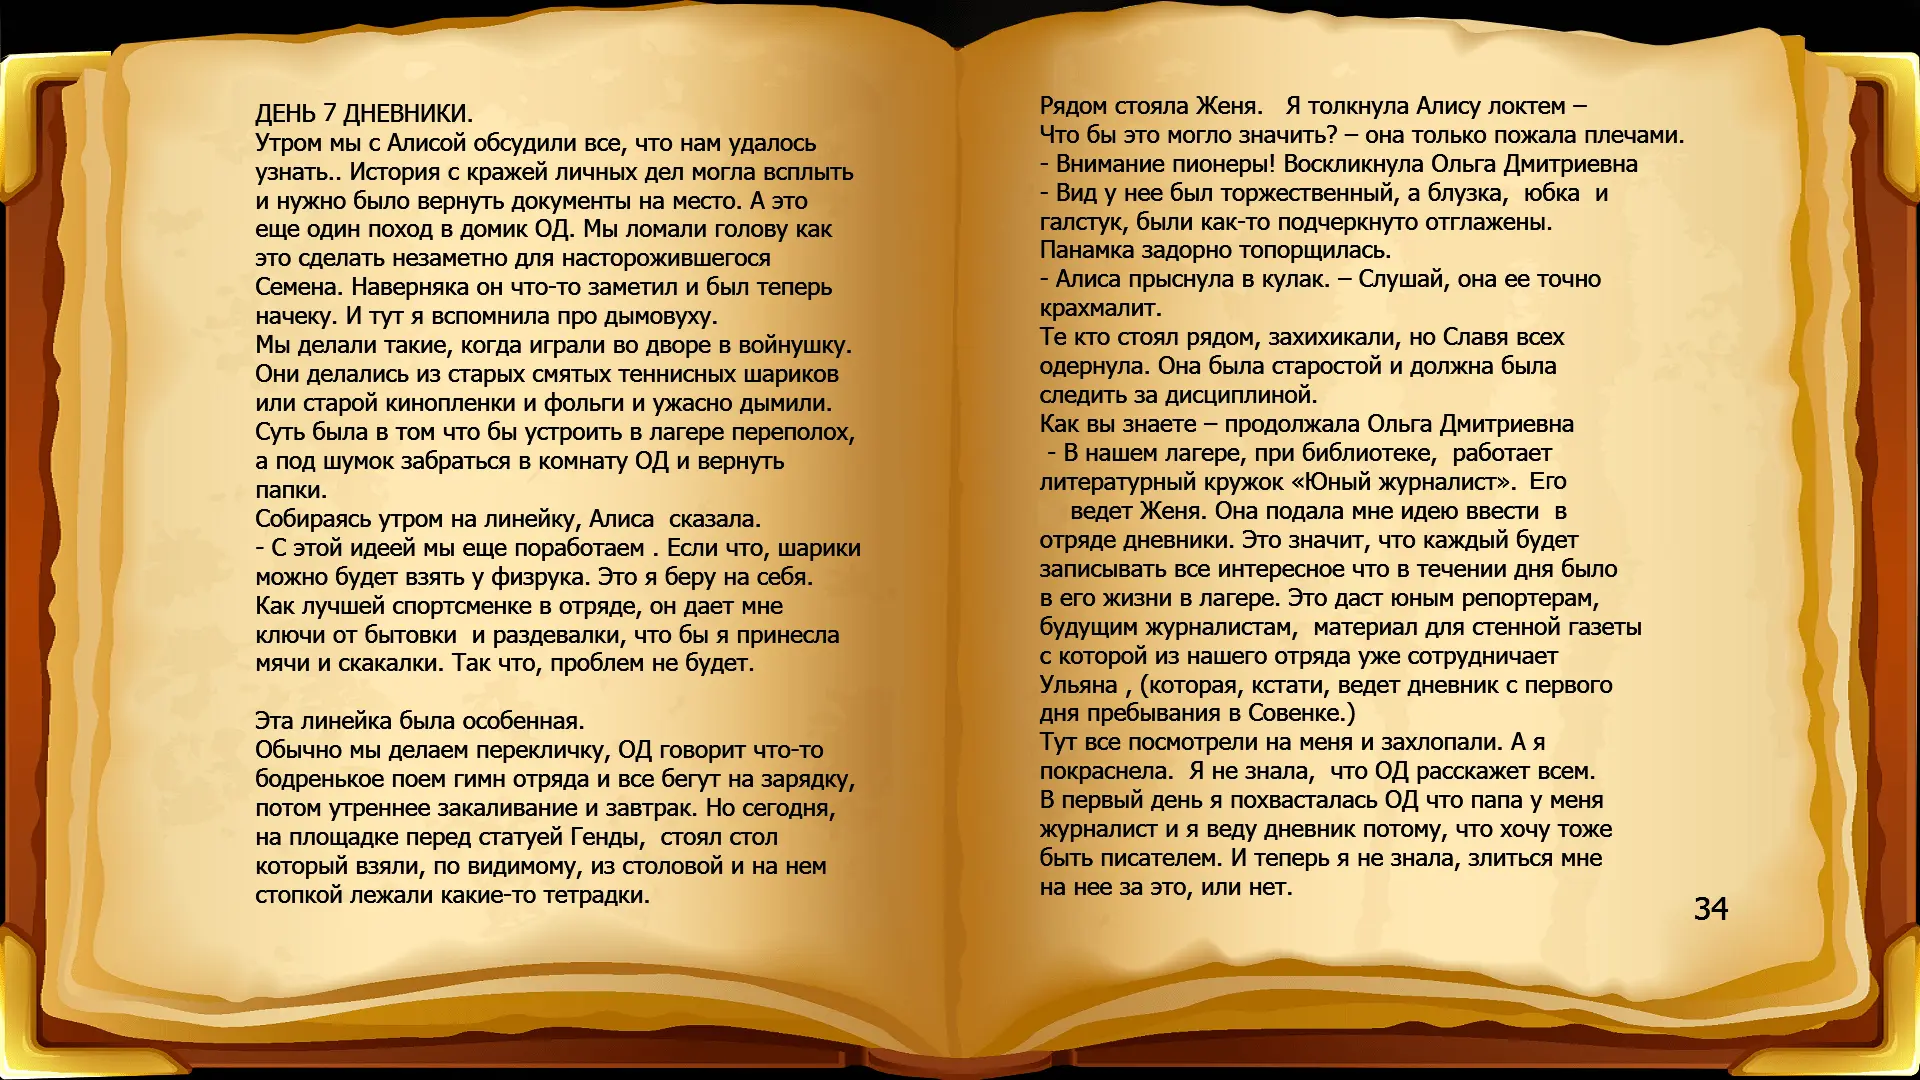 ДЕНЬ 7 ДНЕВНИКИ.
Утром мы с Алисой обсудили все, что нам удалось
узнать.. История с кражей личных дел могла всплыть
и нужно было вернуть документы на место. А это
еще один поход в домик ОД. Мы ломали голову как
это сделать незаметно для насторожившегося
Семена. Наверняка он что-то заметил и был теперь
начеку. И тут я вспомнила про дымовуху.
Мы делали такие, когда играли во дворе в войнушку.
Они делались из старых смятых теннисных шариков
или старой кинопленки и фольги и ужасно дымили.
Суть была в том что бы устроить в лагере переполох,
а под шумок забраться в комнату ОД и вернуть
папки.
Собираясь утром на линейку, Алиса сказала.
- С этой идеей мы еще поработаем . Если что, шарики
можно будет взять у физрука. Это я беру на себя.
Как лучшей спортсменке в отряде, он дает мне
ключи от бытовки и раздевалки, что бы я принесла
мячи и скакалки. Так что, проблем не будет.
Эта линейка была особенная.
Обычно мы делаем перекличку, ОД говорит что-то
бодренькое поем гимн отряда и все бегут на зарядку,
потом утреннее закаливание и завтрак. Но сегодня,
на площадке перед статуей Генды, стоял стол
который взяли, по видимому, из столовой и на нем
стопкой лежали какие-то тетрадки.
Рядом стояла Женя. Я толкнула Алису локтем –
Что бы это могло значить? – она только пожала плечами.
- Внимание пионеры! Воскликнула Ольга Дмитриевна
- Вид у нее был торжественный, а блузка, юбка и
галстук, были как-то подчеркнуто отглажены.
Панамка задорно топорщилась.
- Алиса прыснула в кулак. – Слушай, она ее точно
крахмалит.
Те кто стоял рядом, захихикали, но Славя всех
одернула. Она была старостой и должна была
следить за дисциплиной.
Как вы знаете – продолжала Ольга Дмитриевна
- В нашем лагере, при библиотеке, работает
литературный кружок «Юный журналист». Его
ведет Женя. Она подала мне идею ввести в
отряде дневники. Это значит, что каждый будет
записывать все интересное что в течении дня было
в его жизни в лагере. Это даст юным репортерам,
будущим журналистам, материал для стенной газеты
с которой из нашего отряда уже сотрудничает
Ульяна , (которая, кстати, ведет дневник с первого
дня пребывания в Совенке.)
Тут все посмотрели на меня и захлопали. А я
покраснела. Я не знала, что ОД расскажет всем.
В первый день я похвасталась ОД что папа у меня
журналист и я веду дневник потому, что хочу тоже
быть писателем. И теперь я не знала, злиться мне
на нее за это, или нет.
34